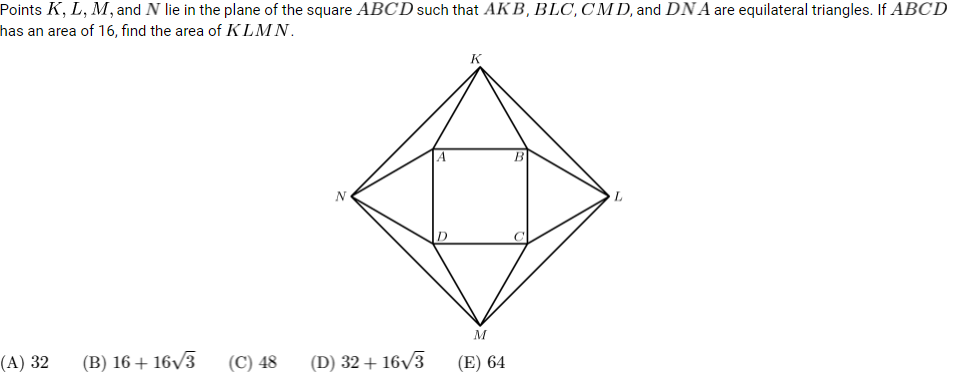 Points K, L, M, and N lie in the plane of the square ABCD such that AKB, BLC, CMD, and DNA are equilateral triangles. If ABCD
has an area of 16, find the area of KLMN.
K
A B
N L
D C
M
(A) 32 (B) 16 + 16√3 (C) 48 (D) 32 + 16√3 (E) 64